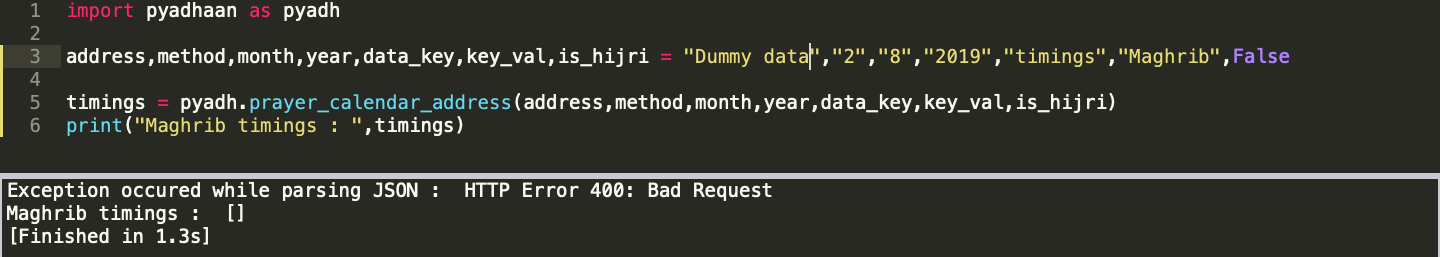 1 import pyadhaan as pyadh
2
3 address,method,month,year,data_key,key_val,is_hijri = "Dummy data","2","8","2019","timings","Maghrib",False
4
5 timings = pyadh.prayer_calendar_address(address,method,month,year,data_key,key_val,is_hijri)
6 print("Maghrib timings : ",timings)
Exception occured while parsing JSON :  HTTP Error 400: Bad Request
Maghrib timings :  []
[Finished in 1.3s]